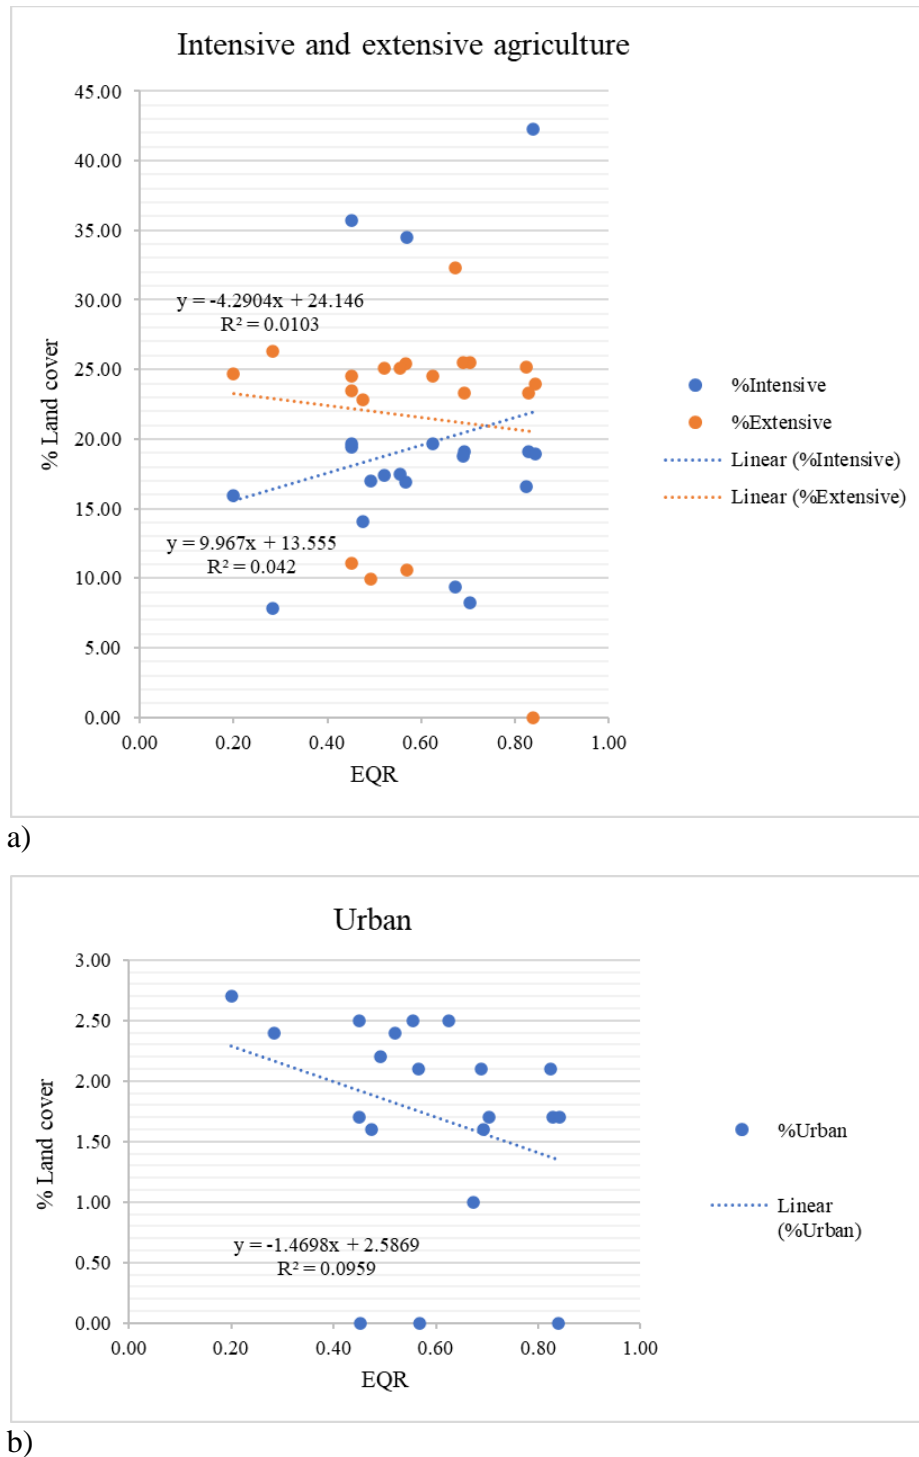 Intensive and extensive agriculture
45.00
40.00
35.00
30.00
25.00
20.00
15.00
10.00
5.00
0.00
% Land cover
y = -4.2904x + 24.146
R² = 0.0103
y = 9.967x + 13.555
R² = 0.042
0.00 0.20 0.40 0.60 0.80 1.00
EQR
%Intensive
%Extensive
Linear (%Intensive)
Linear (%Extensive)
a)
Urban
3.00
2.50
2.00
1.50
1.00
0.50
0.00
% Land cover
y = -1.4698x + 2.5869
R² = 0.0959
0.00 0.20 0.40 0.60 0.80 1.00
EQR
%Urban
Linear
(%Urban)
b)